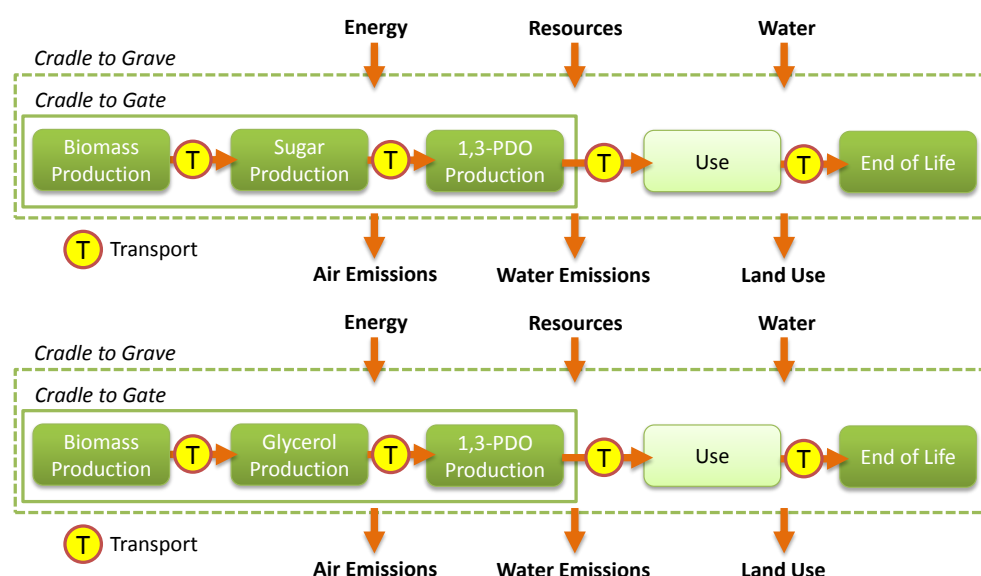 Energy Resources Water
Cradle to Grave
Cradle to Gate
Biomass Production T Sugar Production T 1,3-PDO Production T Use T End of Life
T Transport
Air Emissions Water Emissions Land Use
Energy Resources Water
Cradle to Grave
Cradle to Gate
Biomass Production T Glycerol Production T 1,3-PDO Production T Use T End of Life
T Transport
Air Emissions Water Emissions Land Use